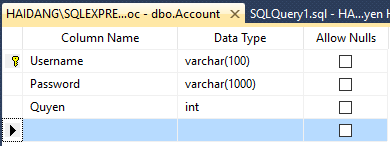 HAIDANG\SQLEXPRE...oc - dbo.Account SQLQuery1.sql - HA...yen H
Column Name Data Type Allow Nulls
Username varchar(100)
Password varchar(1000)
Quyen int